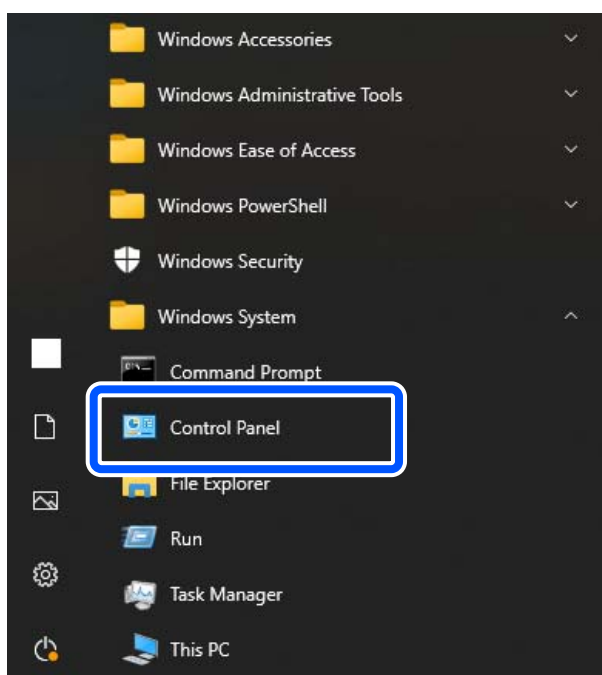 Windows Accessories
Windows Administrative Tools
Windows Ease of Access
Windows PowerShell
Windows Security
Windows System
Command Prompt
Control Panel
File Explorer
Run
Task Manager
This PC